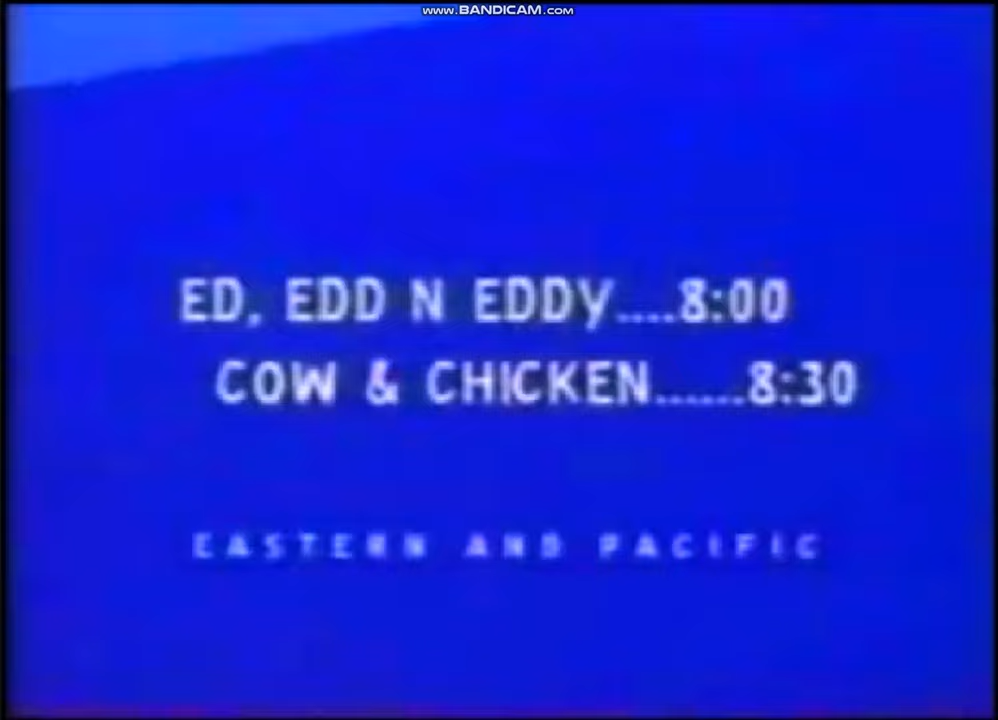 www.BANDICAM.com
ED, EDD N EDDY....8:00
COW & CHICKEN......8:30
EASTERN AND PACIFIC